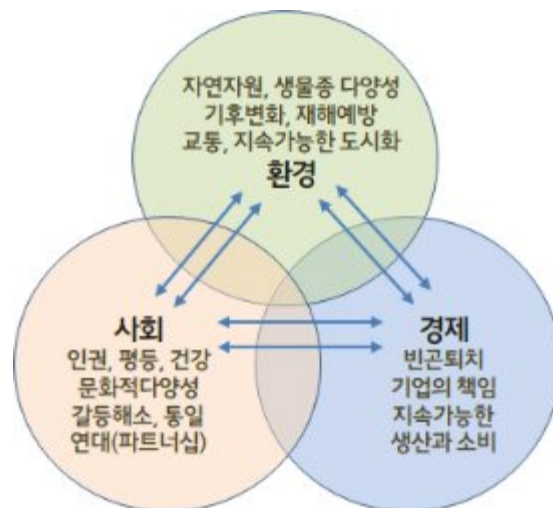 자연자원, 생물종 다양성
기후변화, 재해예방
교통, 지속가능한 도시화
환경
사회
인권, 평등, 건강
문화적다양성
갈등해소, 통일
연대(파트너십)
경제
빈곤퇴치
기업의 책임
지속가능한
생산과 소비